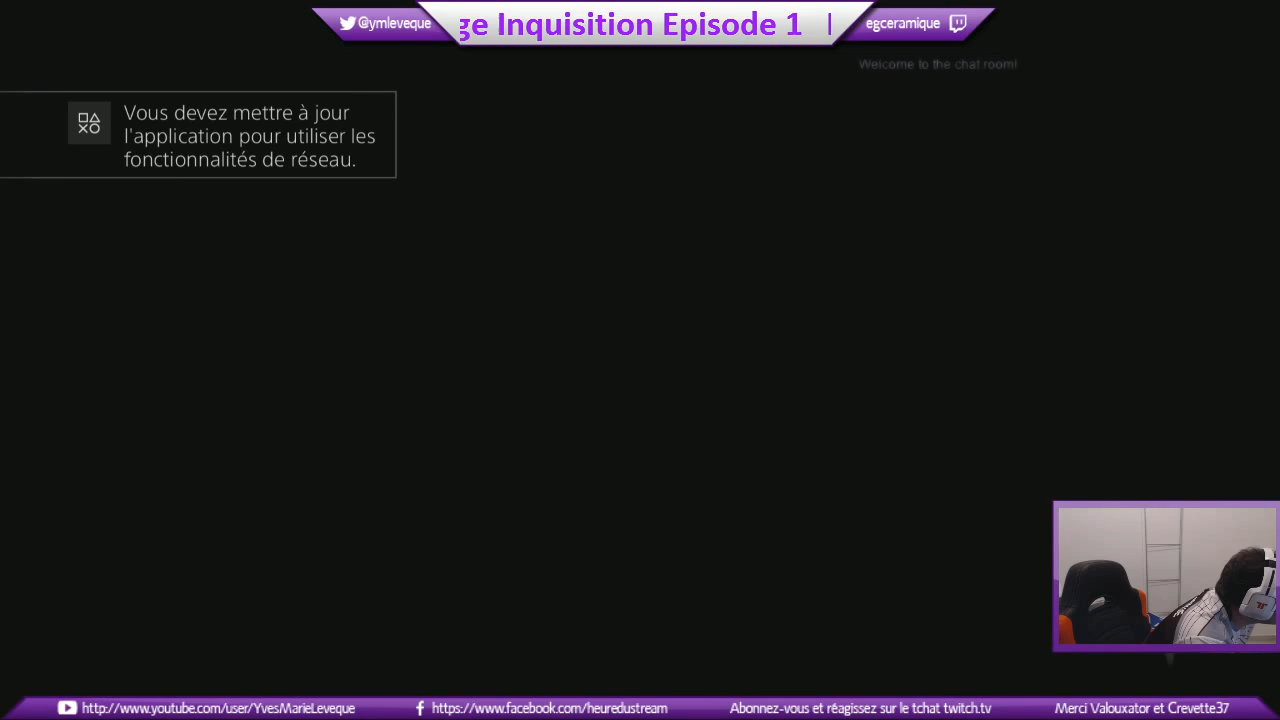 @ymleveque
ge Inquisition Episode 1
egceramique
Welcome to the chat room!
Vous devez mettre à jour
l'application pour utiliser les
fonctionnalités de réseau.
http://www.youtube.com/user/YvesMarieLeveque
https://www.facebook.com/heuredustream
Abonnez-vous et réagissez sur le tchat twitch.tv
Merci Valouxator et Crevette37